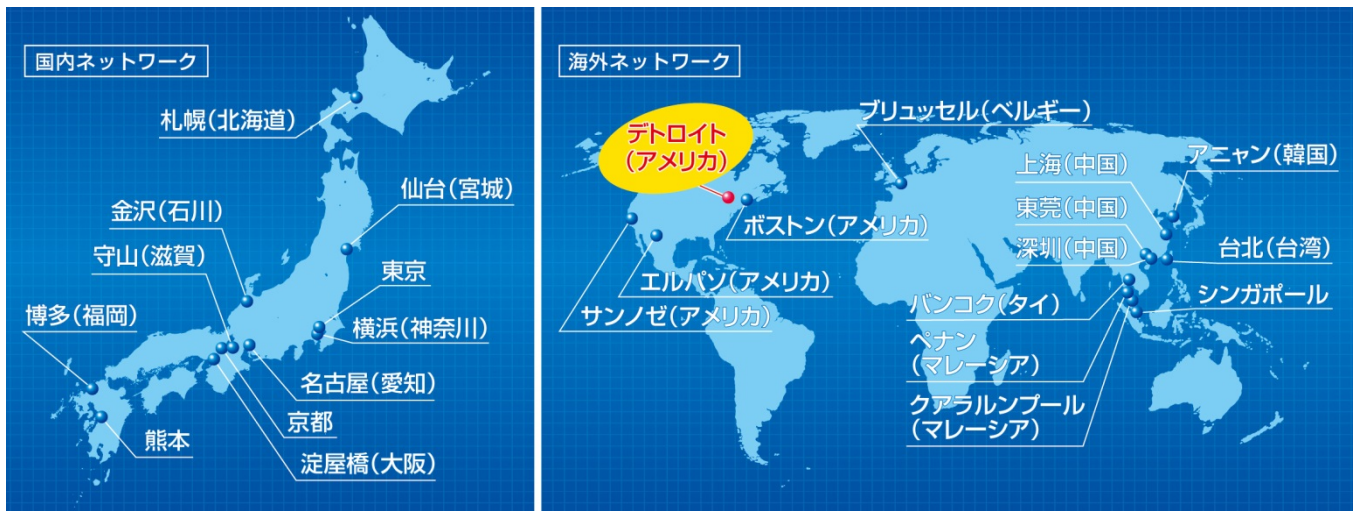 国内ネットワーク
札幌(北海道)
仙台(宮城)
金沢(石川)
守山(滋賀)
東京
博多(福岡)
横浜(神奈川)
名古屋(愛知)
京都
熊本
淀屋橋(大阪)
海外ネットワーク
デトロイト
(アメリカ)
ブリュッセル(ベルギー)
アニャン(韓国)
上海(中国)
東莞(中国)
ボストン(アメリカ)
深圳(中国)
台北(台湾)
エルパソ(アメリカ)
バンコク(タイ)
シンガポール
サンノゼ(アメリカ)
ペナン
(マレーシア)
クアラルンプール
(マレーシア)